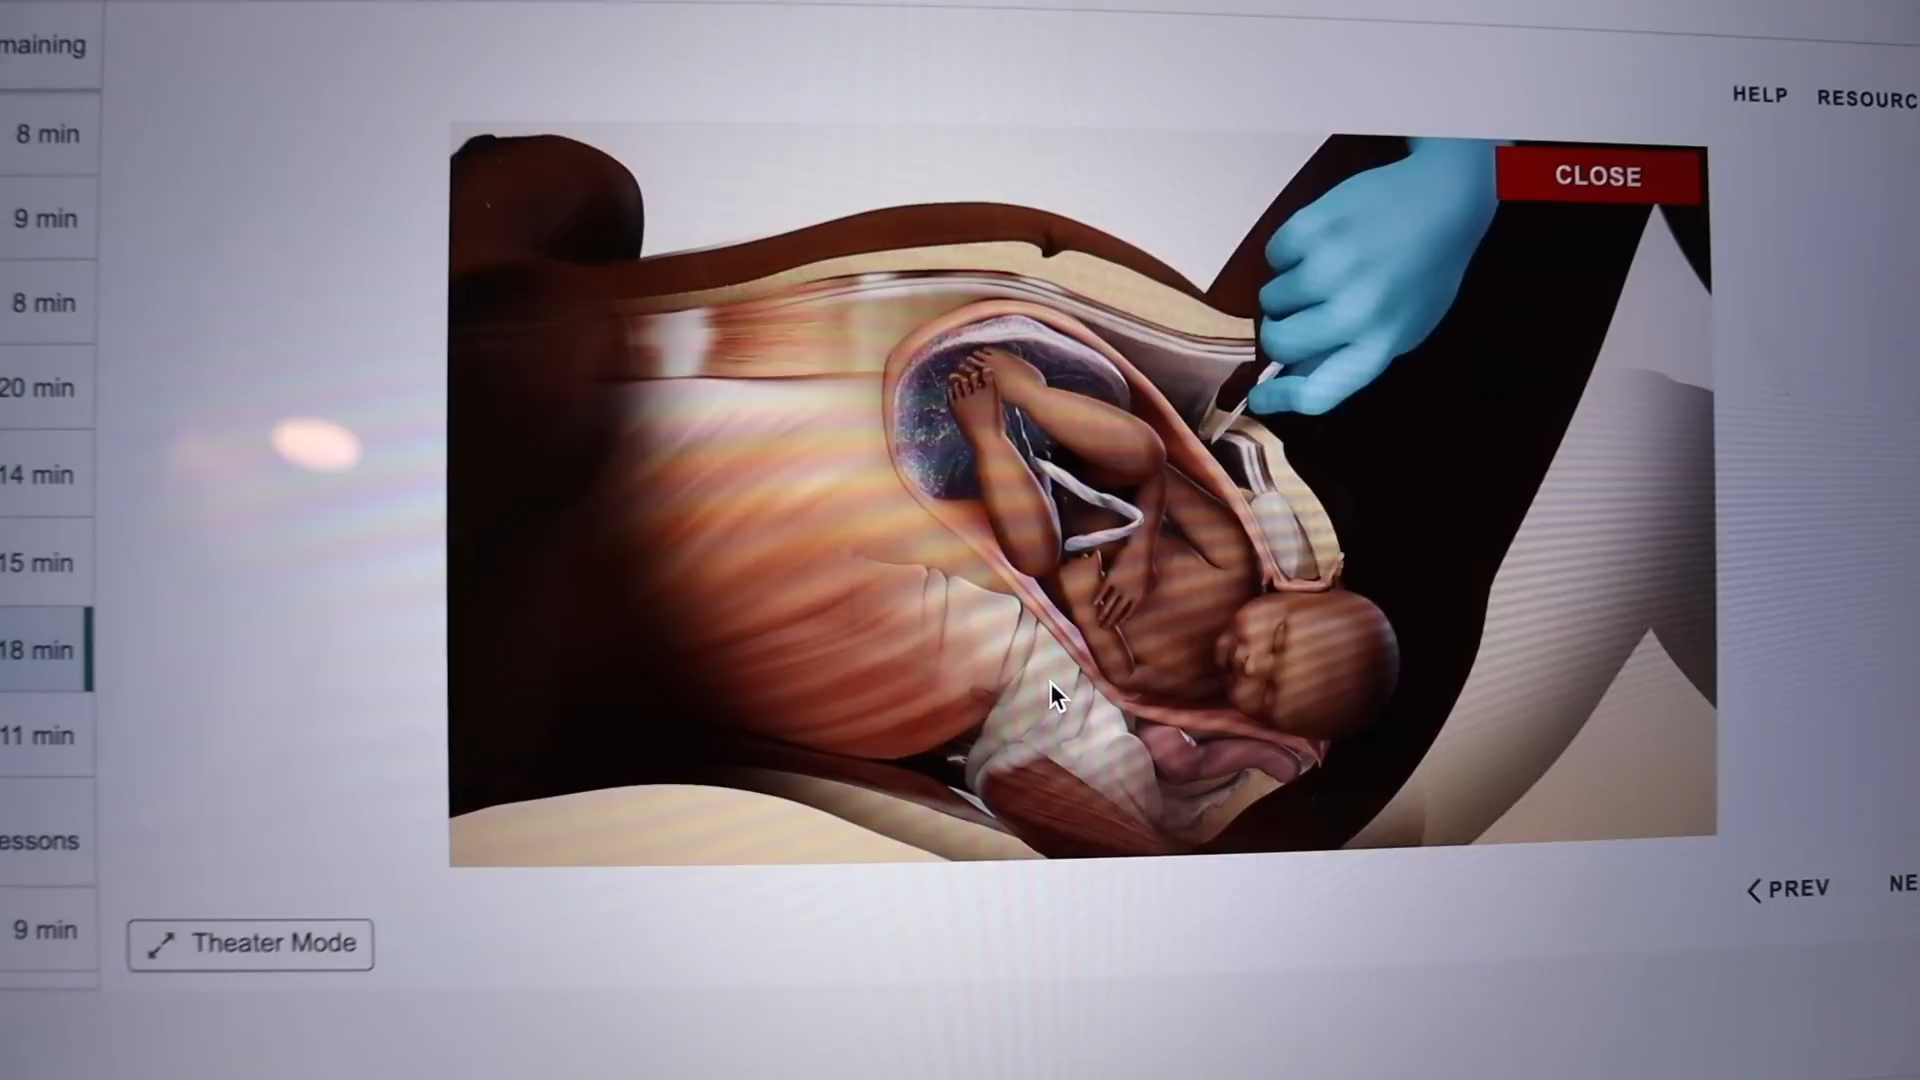 maining
8 min
9 min
8 min
20 min
14 min
15 min
18 min
11 min
essons
9 min
HELP RESOURC
CLOSE
PREV NE
Theater Mode